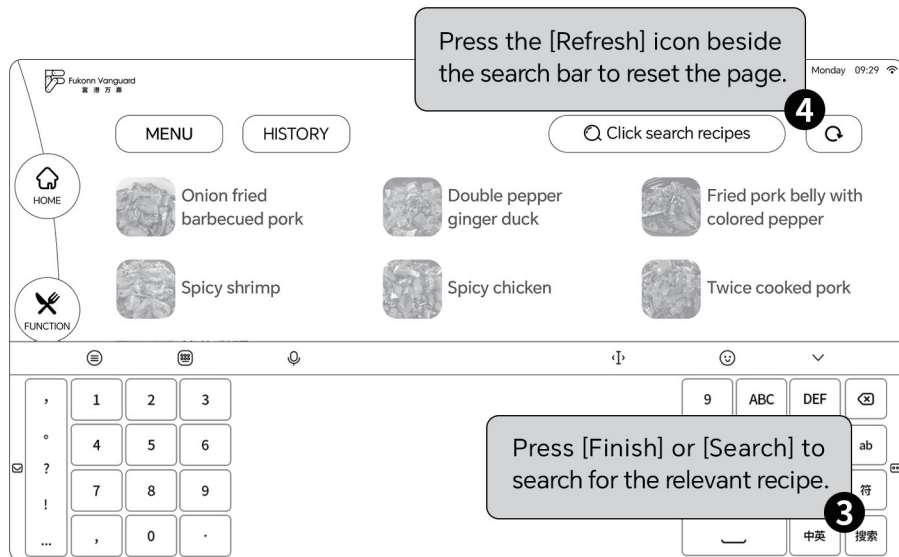 Press the [Refresh] icon beside
the search bar to reset the page.
4
Fukonn Vanguard
富港万嘉
Monday 09:29
MENU
HISTORY
Click search recipes
HOME
Onion fried
barbecued pork
Double pepper
ginger duck
Fried pork belly with
colored pepper
FUNCTION
Spicy shrimp
Spicy chicken
Twice cooked pork
， 1 2 3 9 ABC DEF
。 4 5 6 ab
? 7 8 9 符
! , 0 . 中英 搜索
...
Press [Finish] or [Search] to
search for the relevant recipe.
3